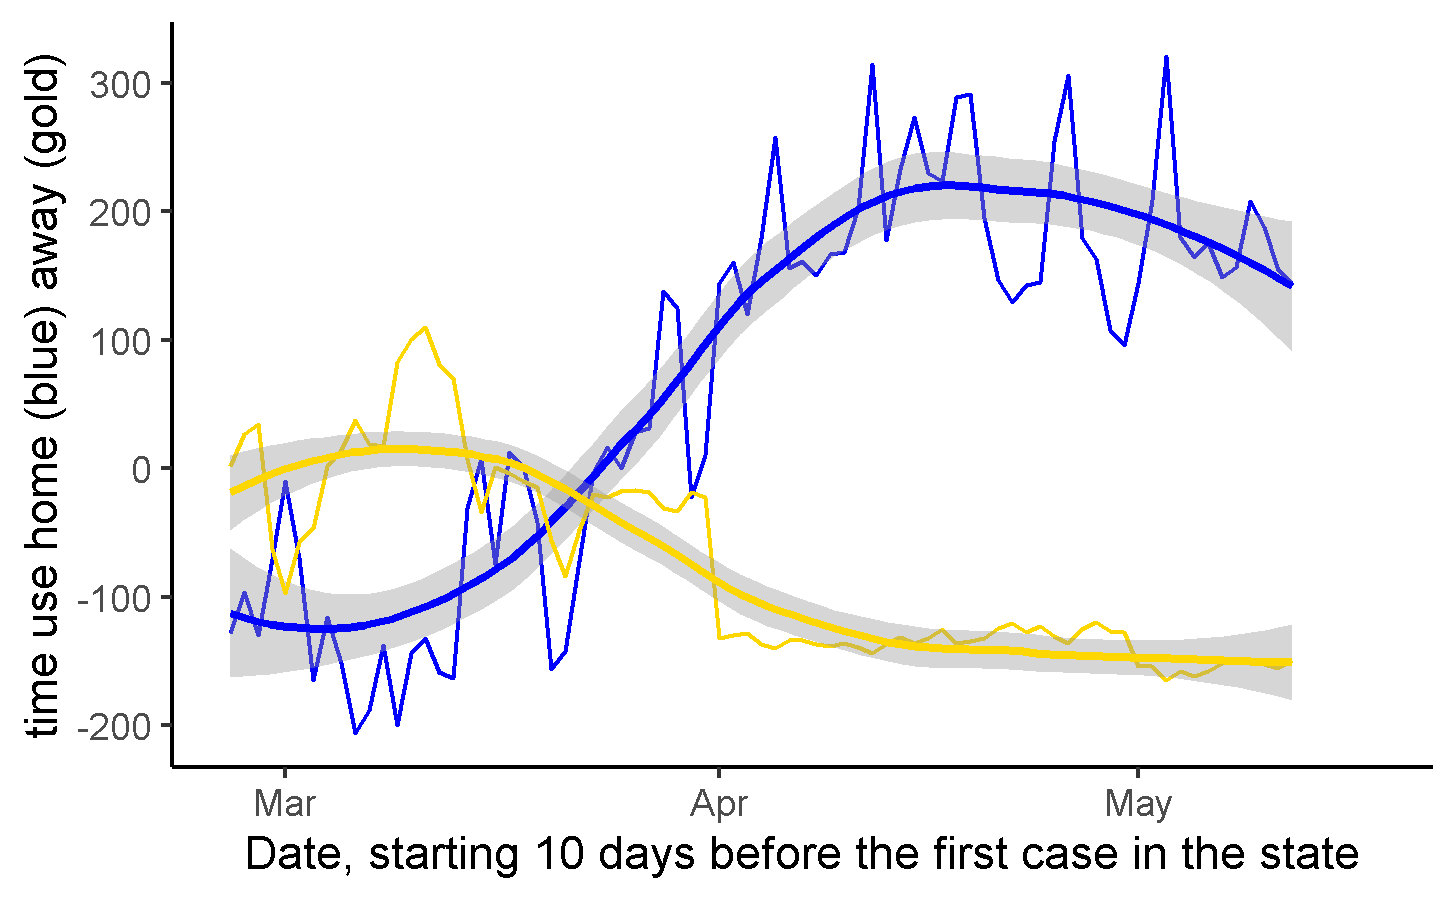 time use home (blue) away (gold)
300
200
100
0
-100
-200
Mar Apr May
Date, starting 10 days before the first case in the state